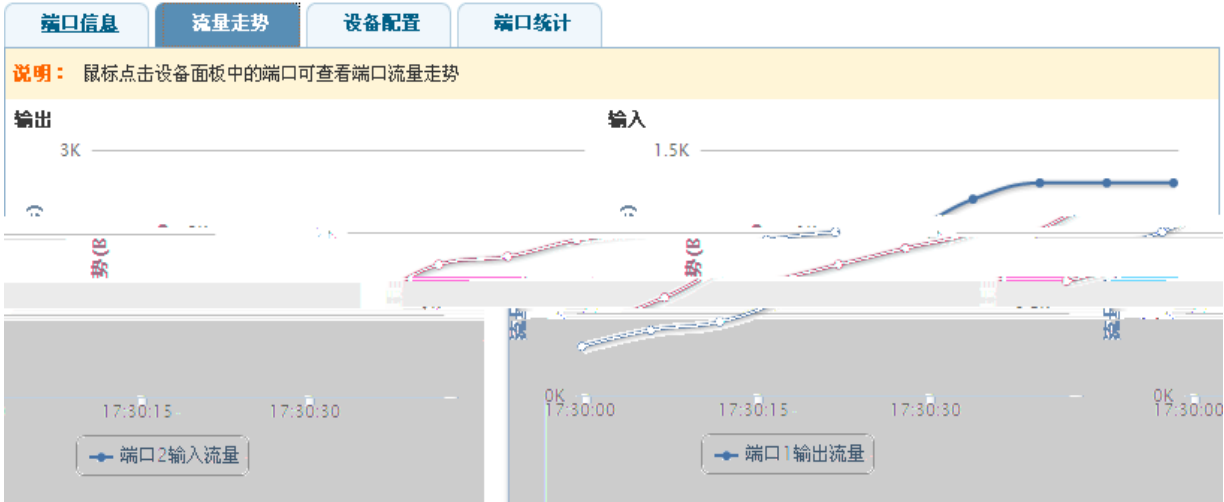 端口信息 流量走势 设备配置 端口统计
说明： 鼠标点击设备面板中的端口可查看端口流量走势
输出 输入
3K 1.5K
势(B 势(B
0K 0K
17:30:15 17:30:30 17:30:00 17:30:15 17:30:30 17:30:00
端口2输入流量 端口1输出流量